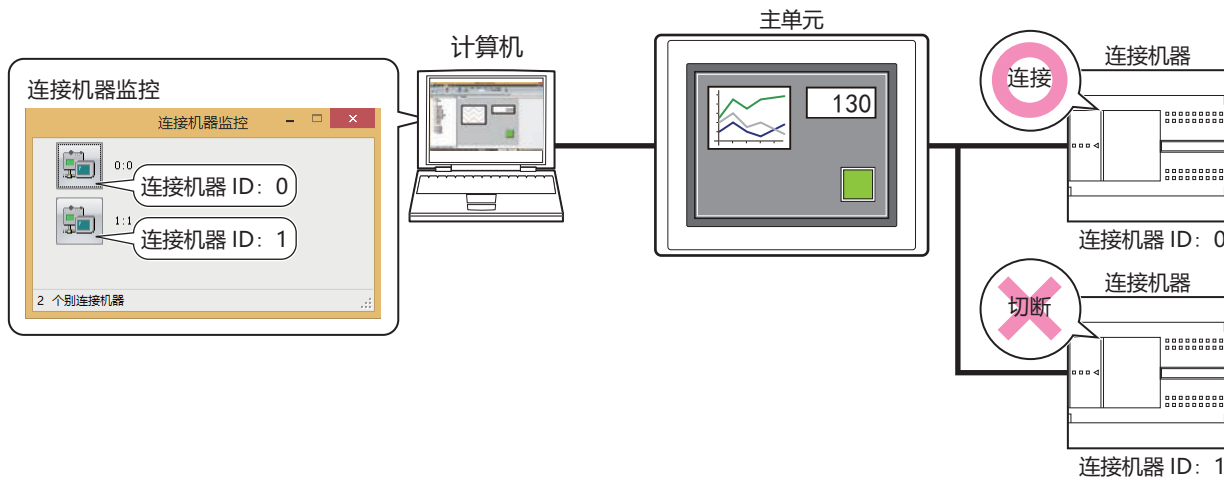 连接机器监控
连接机器监控
0:0
连接机器 ID：0
1:1
连接机器 ID：1
2 个别连接机器
计算机
主单元
130
连接
连接机器
连接机器 ID：0
切断
连接机器
连接机器 ID：1